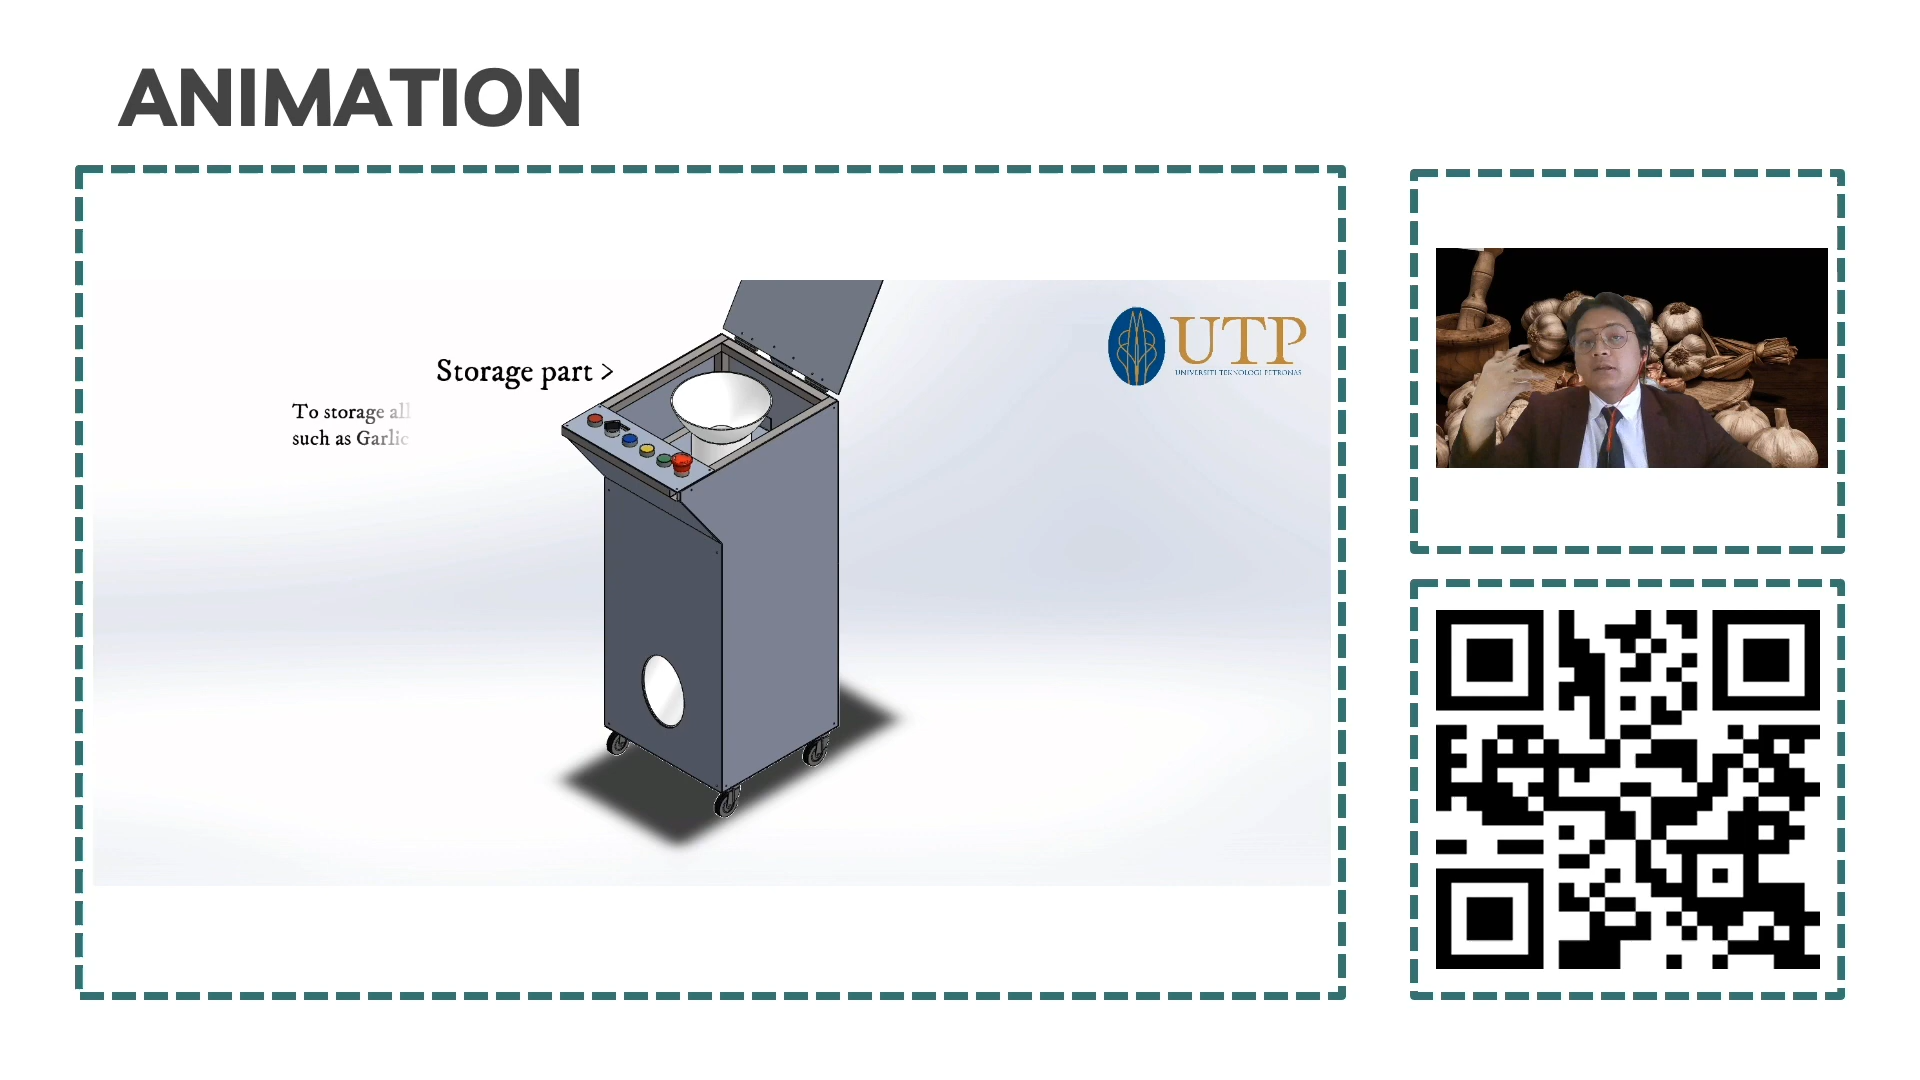 ANIMATION
Storage part >
To storage all
such as Garlic
UTP
UNIVERSITI TEKNOLOGI PETRONAS